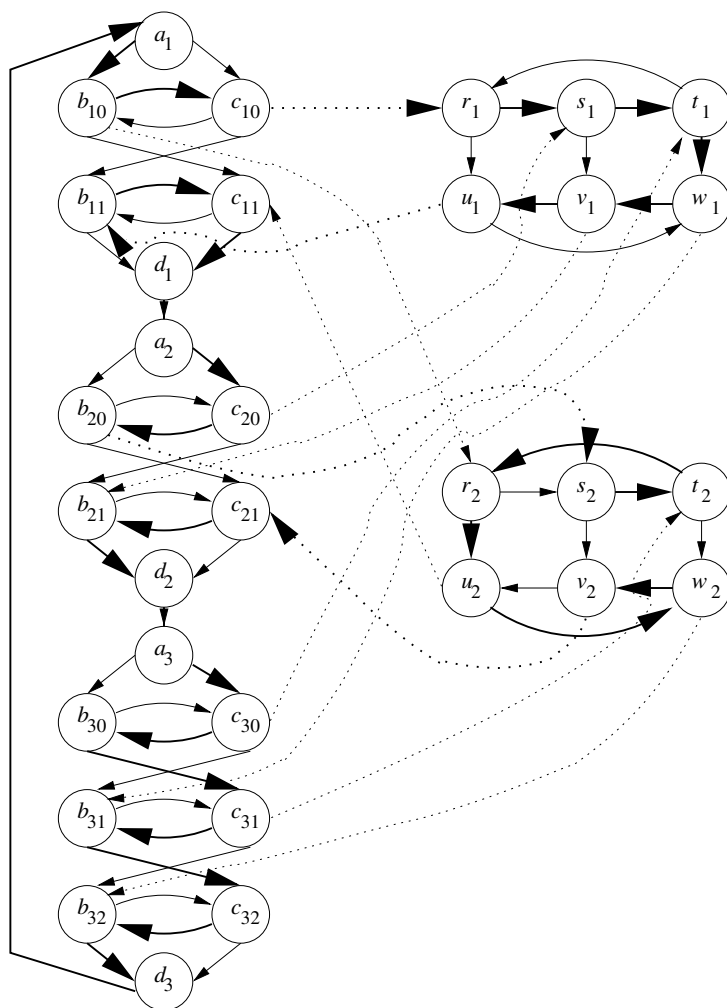 a1
b10 c10 r1 s1 t1
b11 c11 u1 v1 w1
d1
a2
b20 c20
b21 c21 r2 s2 t2
d2 u2 v2 w2
a3
b30 c30
b31 c31
b32 c32
d3